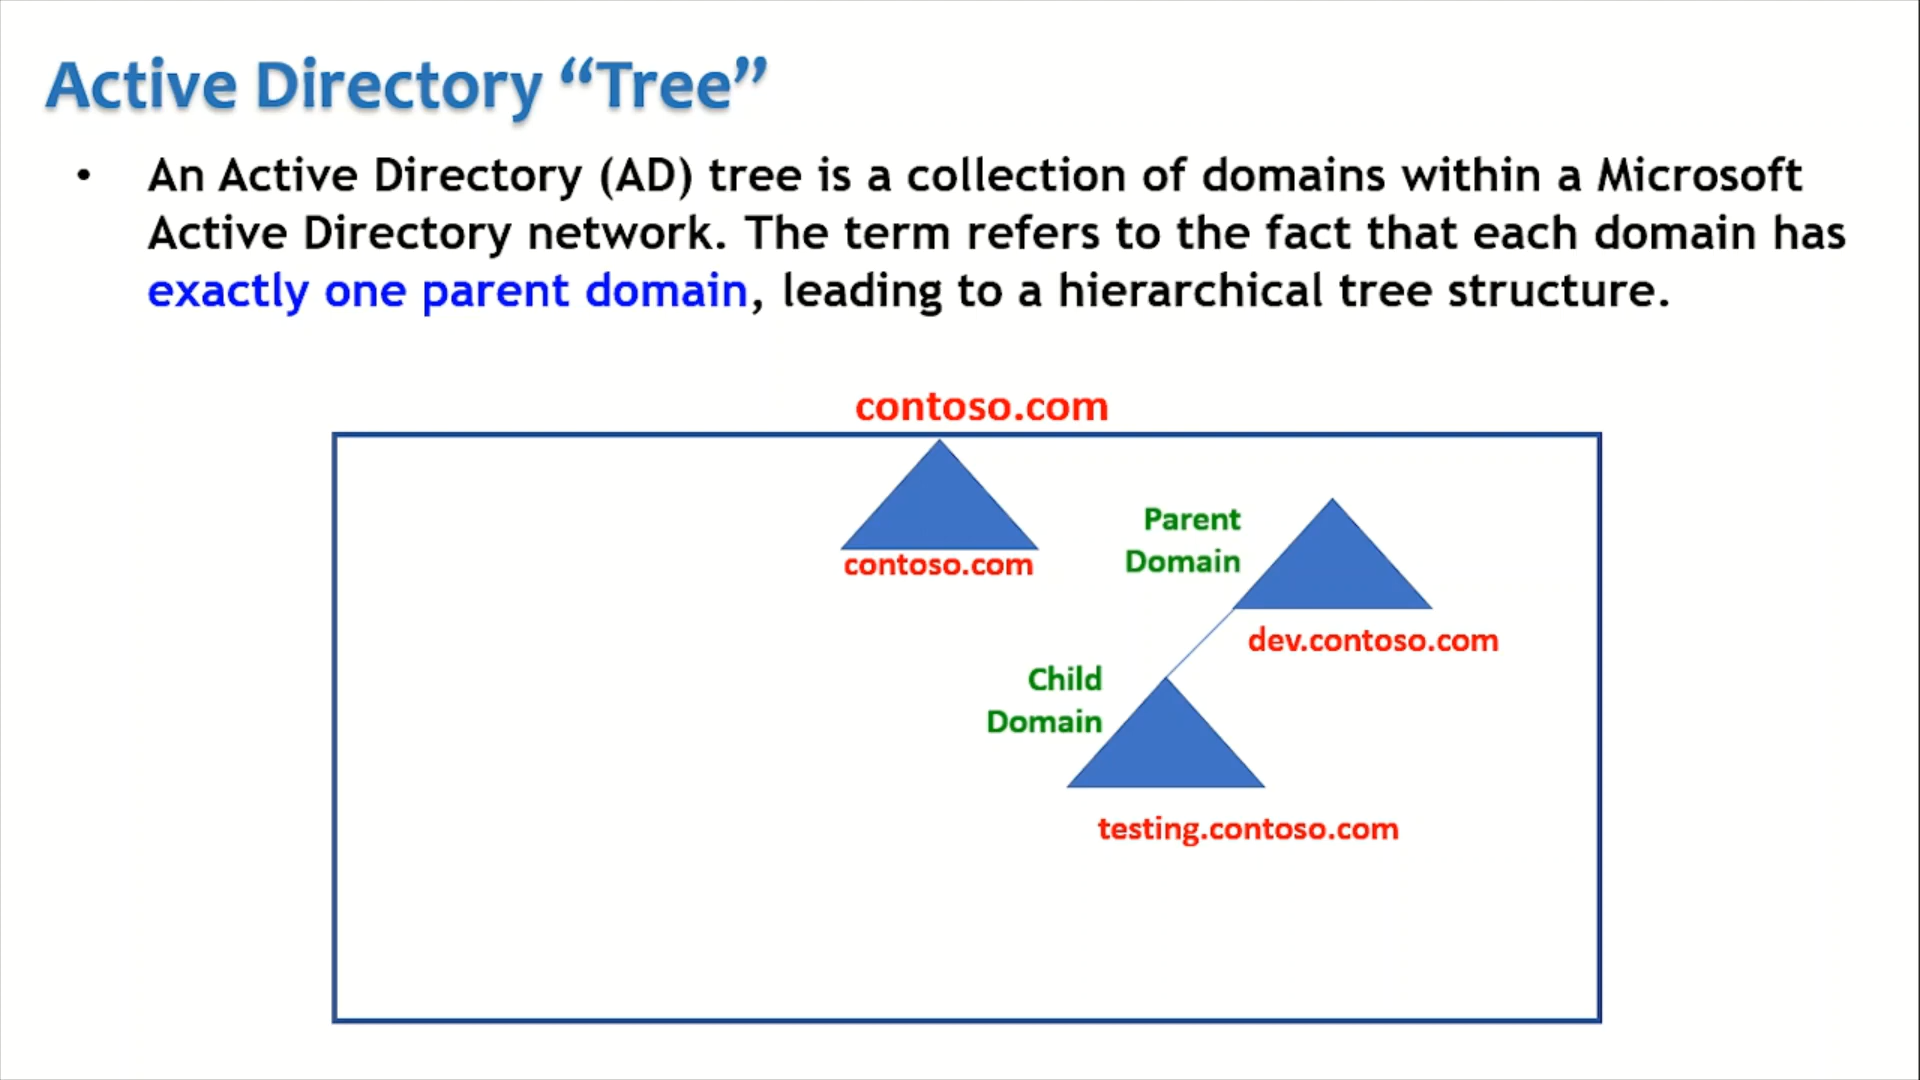 Active Directory “Tree”
• An Active Directory (AD) tree is a collection of domains within a Microsoft
Active Directory network. The term refers to the fact that each domain has
exactly one parent domain, leading to a hierarchical tree structure.
contoso.com
contoso.com
Parent
Domain
dev.contoso.com
Child
Domain
testing.contoso.com